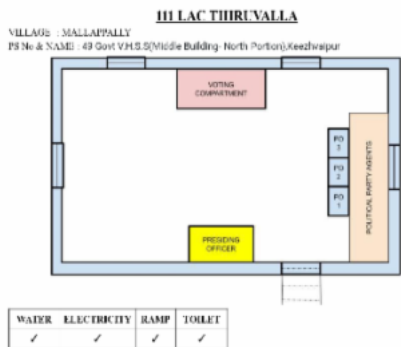 111 LAC THIRUVALLA
VILLAGE : MALLAPPALLY
PS No & NAME : 49 Govt V.H.S.S(Middle Building- North Portion),Keezhvaipur
VOTING
COMPARTMENT
PO
3
PO
2
PO
1
POLITICAL PARTY AGENTS
PRESIDING
OFFICER
WATER ELECTRICITY RAMP TOILET
✓ ✓ ✓ ✓